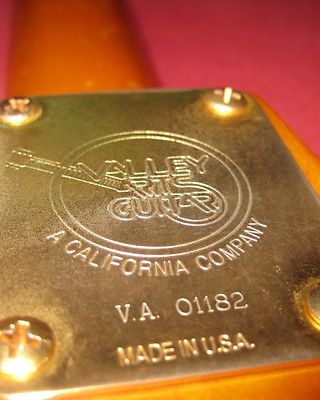 VALLEY
ARTS
GUITAR
A CALIFORNIA COMPANY
V.A. 01182
MADE IN U.S.A.